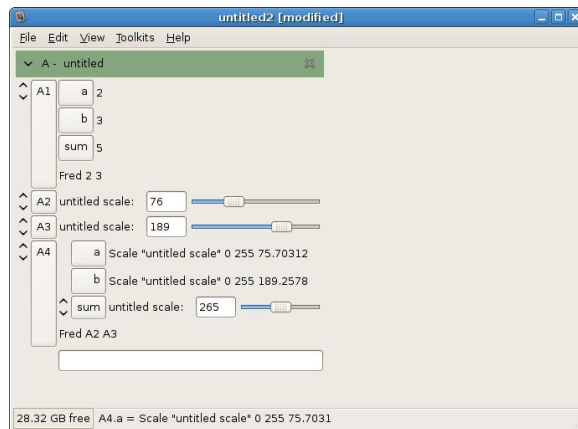 untitled2 [modified]
File Edit View Toolkits Help
A - untitled
A1 a 2
b 3
sum 5
Fred 2 3
A2 untitled scale: 76
A3 untitled scale: 189
A4 a Scale "untitled scale" 0 255 75.70312
b Scale "untitled scale" 0 255 189.2578
sum untitled scale: 265
Fred A2 A3
28.32 GB free A4.a = Scale "untitled scale" 0 255 75.7031